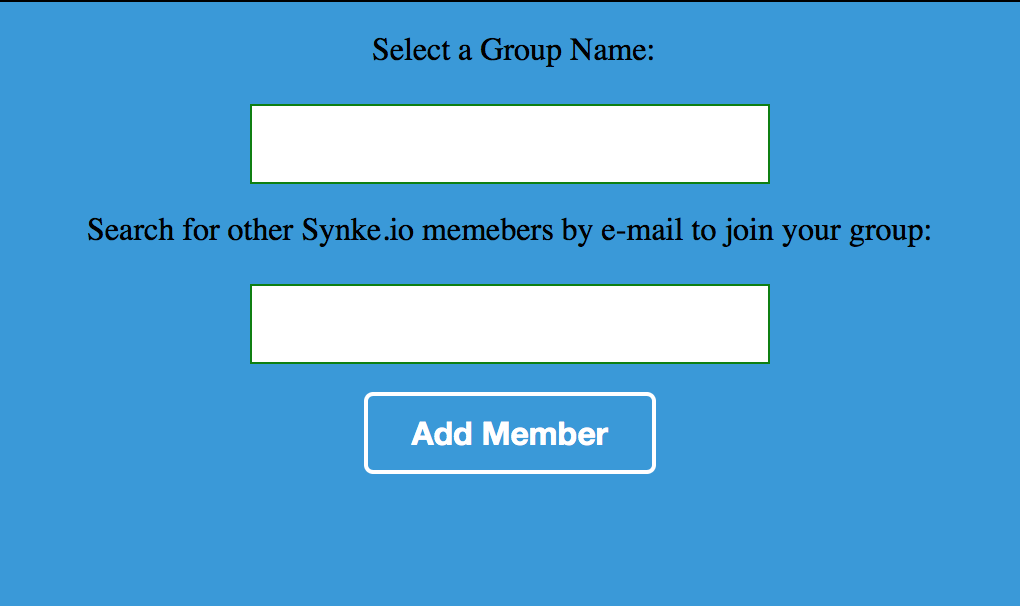 Select a Group Name:
Search for other Synke.io memebers by e-mail to join your group:
Add Member